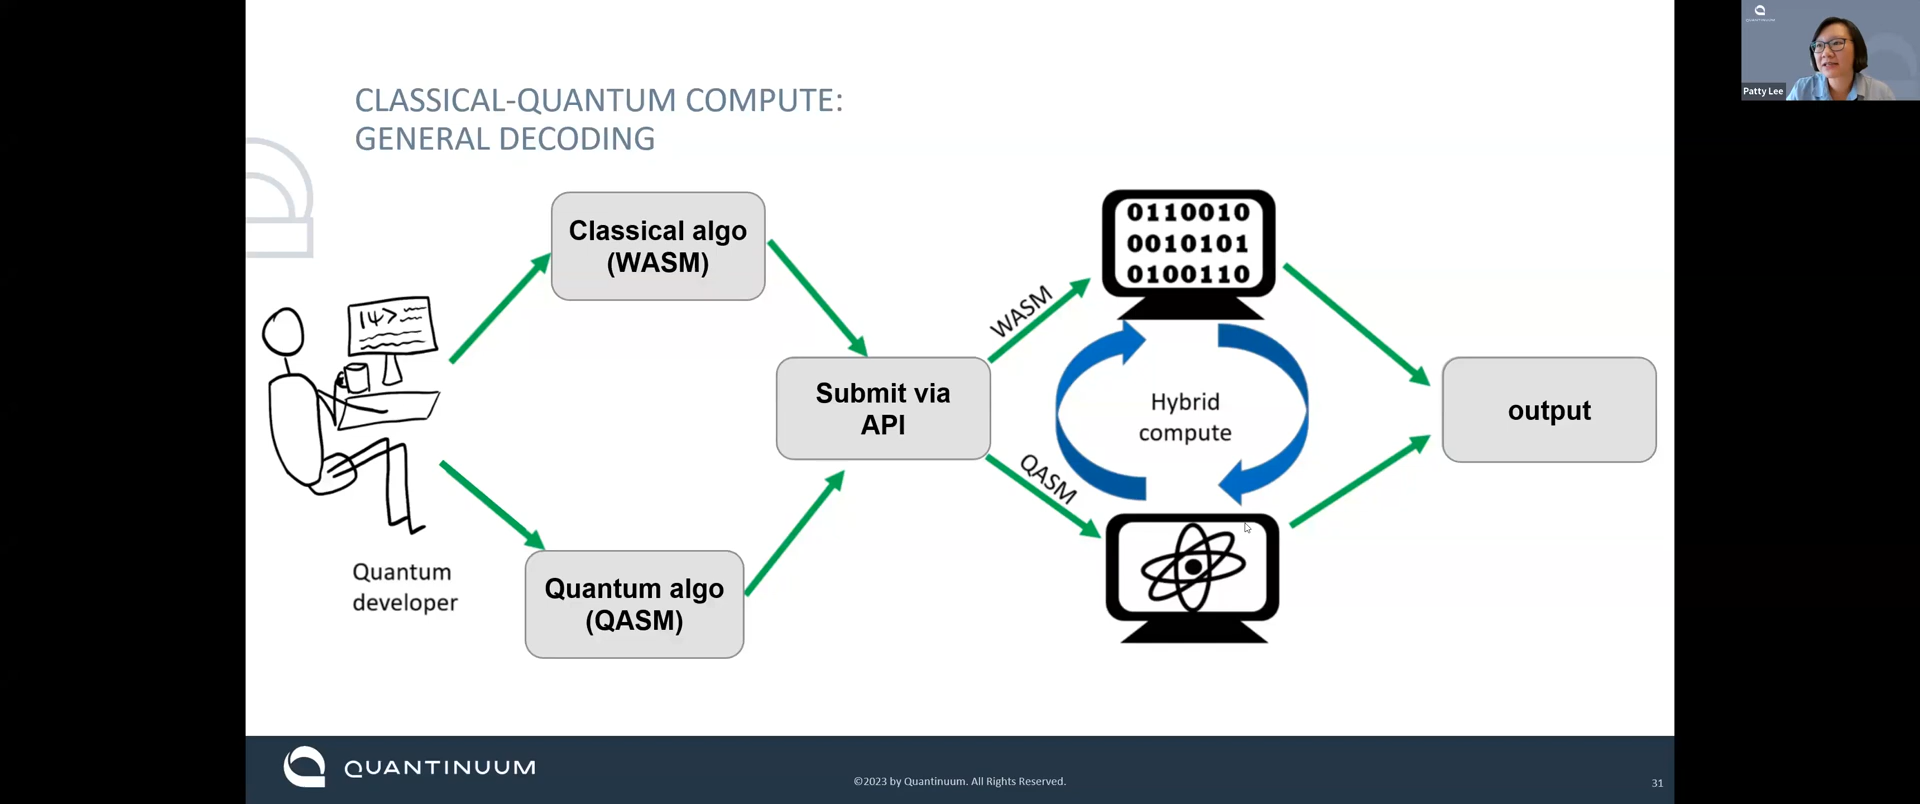 CLASSICAL-QUANTUM COMPUTE:
GENERAL DECODING
Classical algo
(WASM)
|ψ>
Quantum
developer
Quantum algo
(QASM)
Submit via
API
WASM
QASM
0110010
0010101
0100110
Hybrid
compute
output
QUANTINUUM
©2023 by Quantinuum. All Rights Reserved.
31
Patty Lee